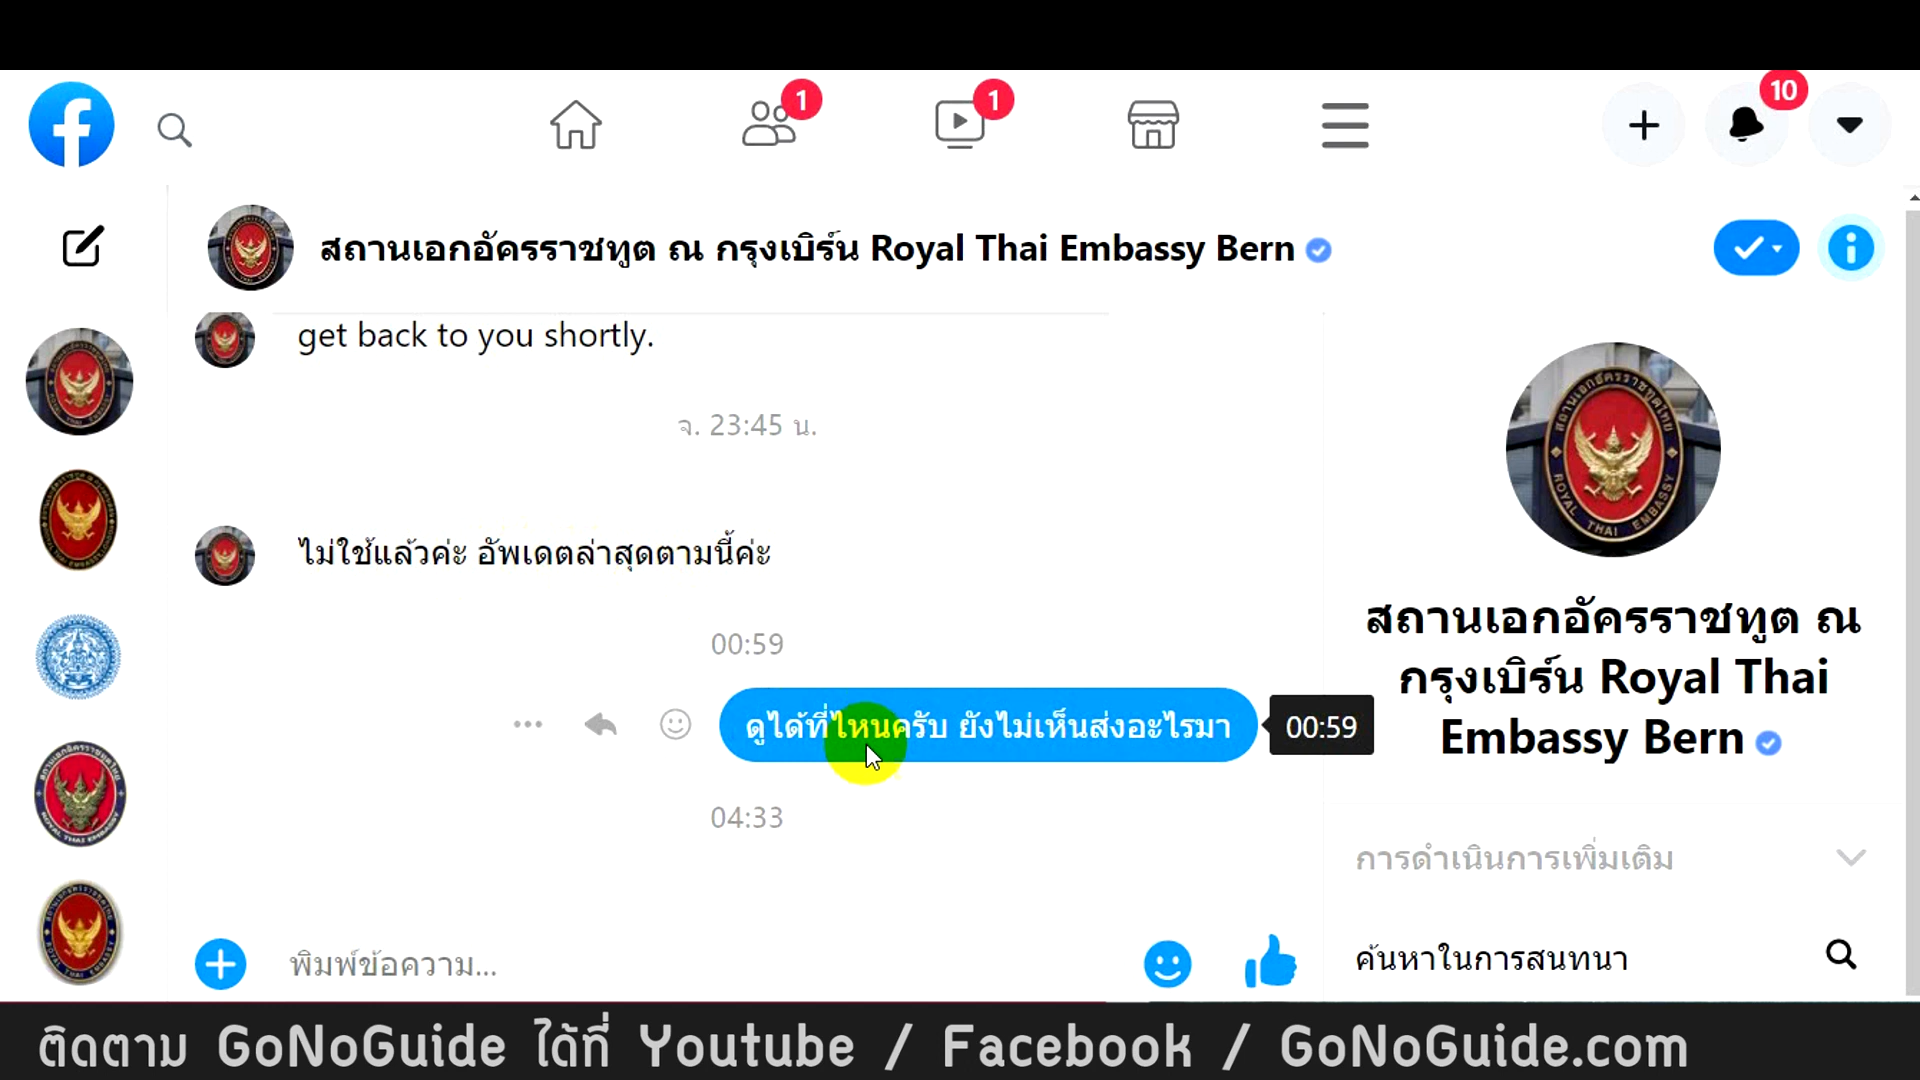 1
1
10
สถานเอกอัครราชทูต ณ กรุงเบิร์น Royal Thai Embassy Bern
get back to you shortly.
จ. 23:45 น.
ไม่ใช้แล้วค่ะ อัพเดตล่าสุดตามนี้ค่ะ
00:59
ดูได้ที่ไหนครับ ยังไม่เห็นส่งอะไรมา
00:59
04:33
พิมพ์ข้อความ...
สถานเอกอัครราชทูต ณ
กรุงเบิร์น Royal Thai
Embassy Bern
การดำเนินการเพิ่มเติม
ค้นหาในการสนทนา
ติดตาม GoNoGuide ได้ที่ Youtube / Facebook / GoNoGuide.com